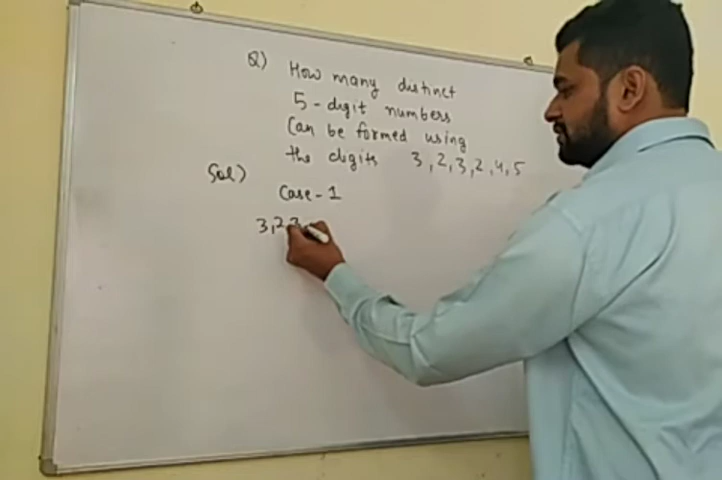 Q) How many distinct
5-digit numbers
Can be formed using
the digits 3,2,3,2,4,5
Sol)
Case-1
3,2,3